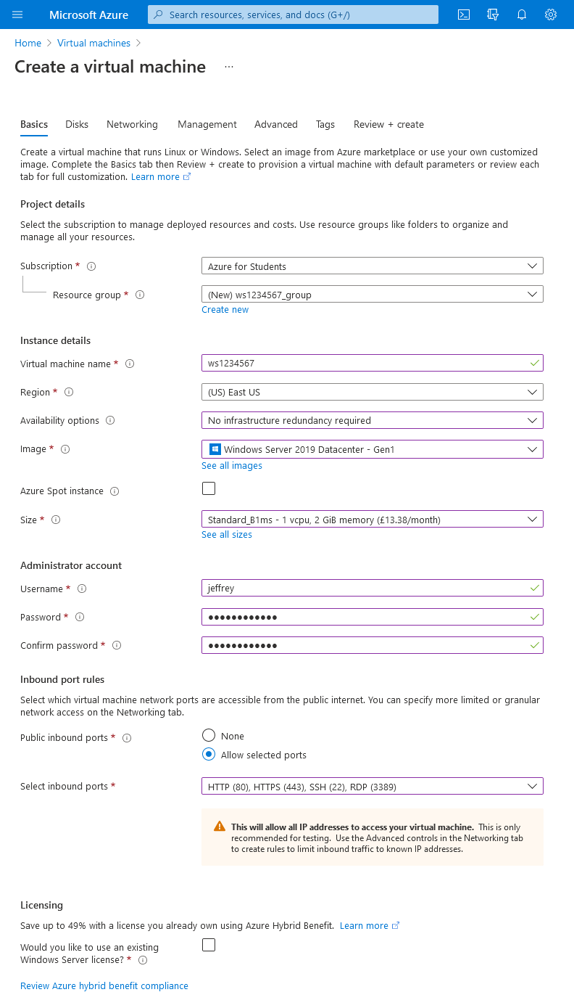 Microsoft Azure
Search resources, services, and docs (G+/)
Home > Virtual machines >
Create a virtual machine ...
Basics Disks Networking Management Advanced Tags Review + create
Create a virtual machine that runs Linux or Windows. Select an image from Azure marketplace or use your own customized
image. Complete the Basics tab then Review + create to provision a virtual machine with default parameters or review each
tab for full customization. Learn more
Project details
Select the subscription to manage deployed resources and costs. Use resource groups like folders to organize and
manage all your resources.
Subscription * Azure for Students
Resource group * (New) ws1234567_group
Create new
Instance details
Virtual machine name * ws1234567
Region * (US) East US
Availability options No infrastructure redundancy required
Image * Windows Server 2019 Datacenter - Gen1
See all images
Azure Spot instance
Size * Standard_B1ms - 1 vcpu, 2 GiB memory (£13.38/month)
See all sizes
Administrator account
Username * jeffrey
Password * ●●●●●●●●●●●●
Confirm password * ●●●●●●●●●●●●
Inbound port rules
Select which virtual machine network ports are accessible from the public internet. You can specify more limited or granular
network access on the Networking tab.
Public inbound ports * None
Allow selected ports
Select inbound ports * HTTP (80), HTTPS (443), SSH (22), RDP (3389)
This will allow all IP addresses to access your virtual machine. This is only
recommended for testing. Use the Advanced controls in the Networking tab
to create rules to limit inbound traffic to known IP addresses.
Licensing
Save up to 49% with a license you already own using Azure Hybrid Benefit. Learn more
Would you like to use an existing
Windows Server license? *
Review Azure hybrid benefit compliance